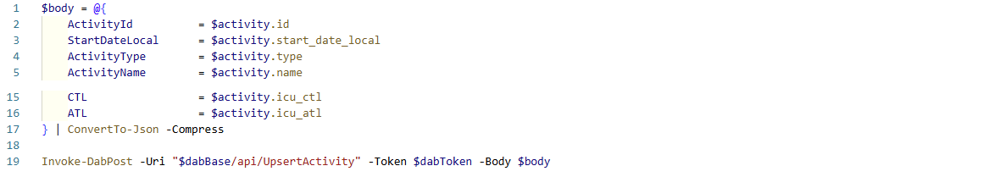 1 $body = @{
2 ActivityId = $activity.id
3 StartDateLocal = $activity.start_date_local
4 ActivityType = $activity.type
5 ActivityName = $activity.name
15 CTL = $activity.icu_ctl
16 ATL = $activity.icu_atl
17 } | ConvertTo-Json -Compress
18
19 Invoke-DabPost -Uri "$dabBase/api/UpsertActivity" -Token $dabToken -Body $body